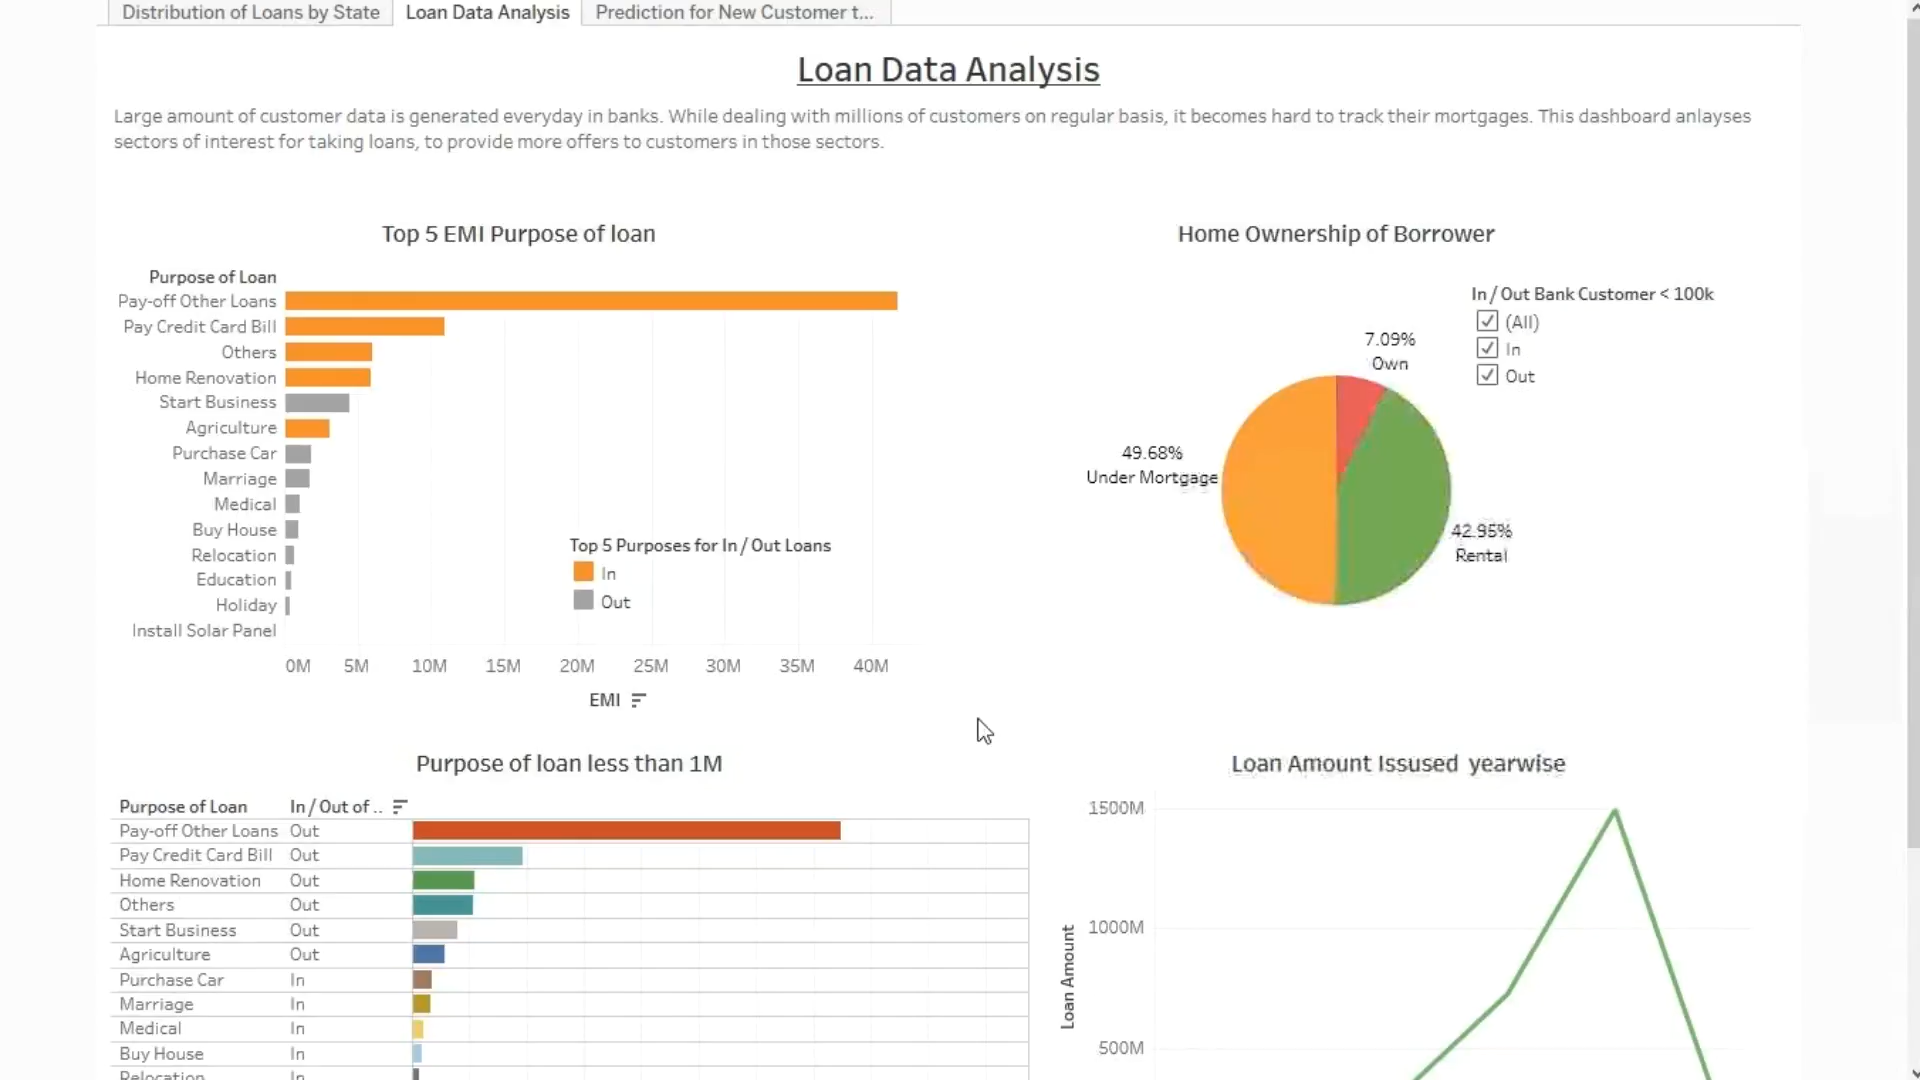 Distribution of Loans by State
Loan Data Analysis
Prediction for New Customer t...
Loan Data Analysis
Large amount of customer data is generated everyday in banks. While dealing with millions of customers on regular basis, it becomes hard to track their mortgages. This dashboard anlayses
sectors of interest for taking loans, to provide more offers to customers in those sectors.
Top 5 EMI Purpose of loan
Purpose of Loan
Pay-off Other Loans
Pay Credit Card Bill
Others
Home Renovation
Start Business
Agriculture
Purchase Car
Marriage
Medical
Buy House
Relocation
Education
Holiday
Install Solar Panel
Top 5 Purposes for In / Out Loans
In
Out
0M 5M 10M 15M 20M 25M 30M 35M 40M
EMI
Home Ownership of Borrower
In / Out Bank Customer < 100k
(All)
In
Out
7.09%
Own
49.68%
Under Mortgage
42.95%
Rental
Purpose of loan less than 1M
Purpose of Loan In / Out of ..
Pay-off Other Loans Out
Pay Credit Card Bill Out
Home Renovation Out
Others Out
Start Business Out
Agriculture Out
Purchase Car In
Marriage In
Medical In
Buy House In
Relocation In
Loan Amount Issused yearwise
1500M
1000M
500M
Loan Amount